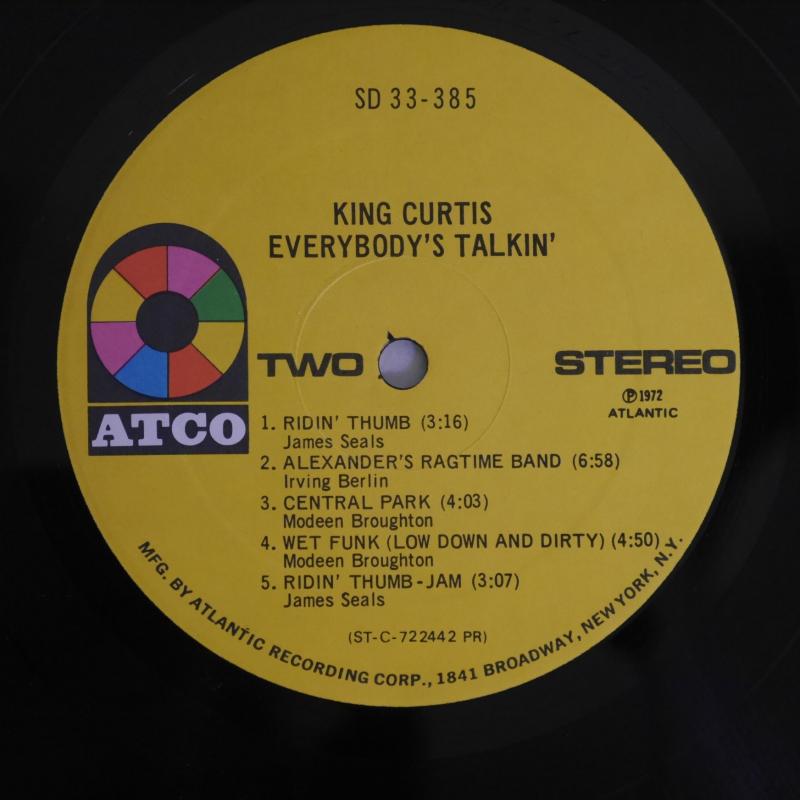 SD 33-385
KING CURTIS
EVERYBODY'S TALKIN'
ATCO
TWO
STEREO
Ⓟ 1972
ATLANTIC
1. RIDIN' THUMB (3:16)
James Seals
2. ALEXANDER'S RAGTIME BAND (6:58)
Irving Berlin
3. CENTRAL PARK (4:03)
Modeen Broughton
4. WET FUNK (LOW DOWN AND DIRTY) (4:50)
Modeen Broughton
5. RIDIN' THUMB-JAM (3:07)
James Seals
(ST-C-722442 PR)
MFG. BY ATLANTIC RECORDING CORP., 1841 BROADWAY, NEW YORK, N.Y.